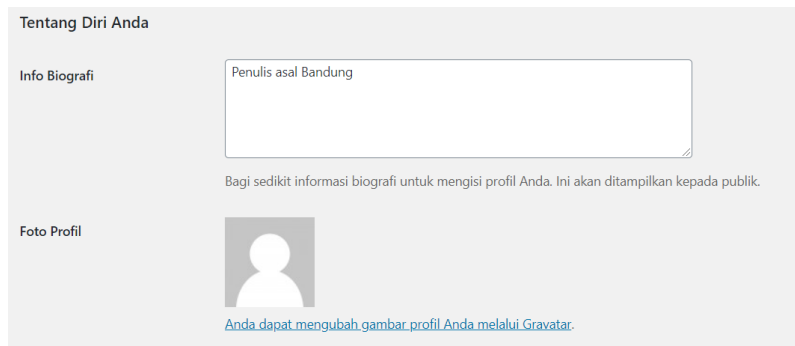 Tentang Diri Anda
Info Biografi
Penulis asal Bandung
Bagi sedikit informasi biografi untuk mengisi profil Anda. Ini akan ditampilkan kepada publik.
Foto Profil
Anda dapat mengubah gambar profil Anda melalui Gravatar.